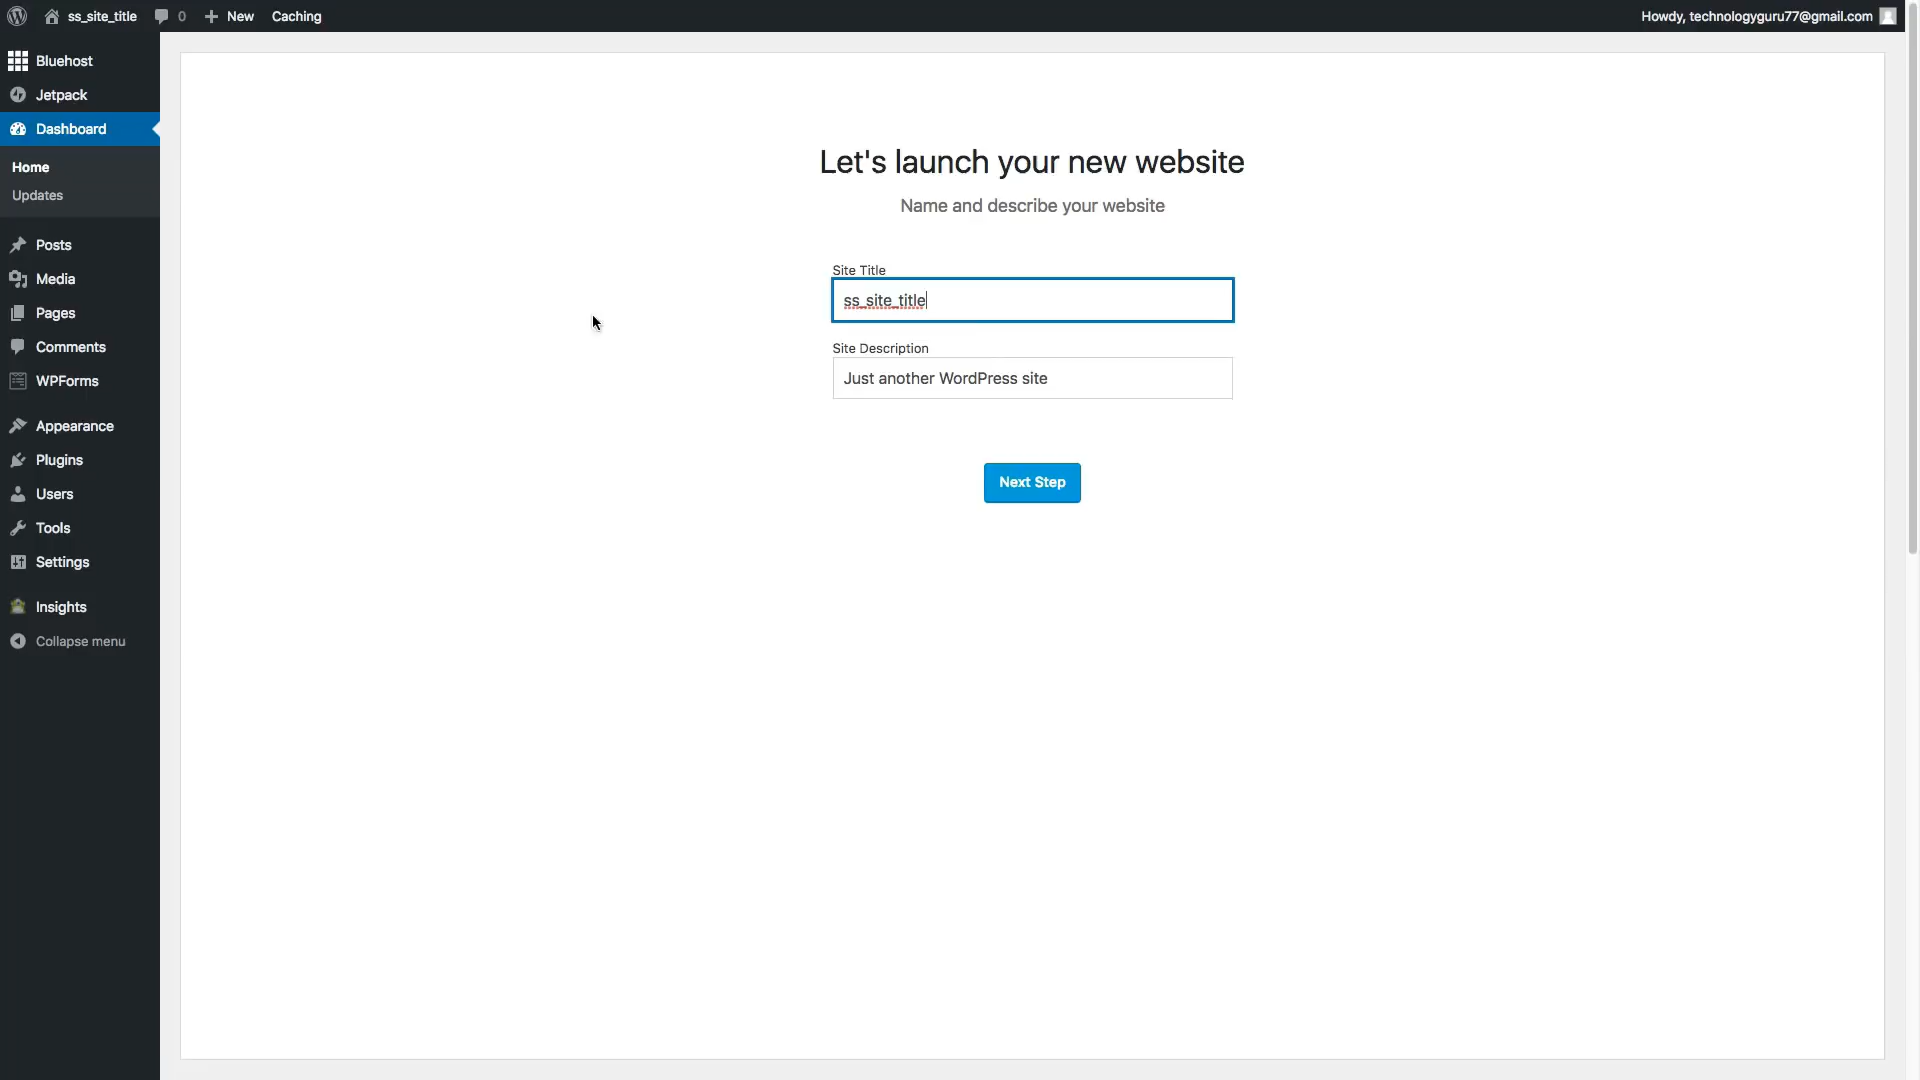 ss_site_title
0
New
Caching
Howdy, technologyguru77@gmail.com
Bluehost
Jetpack
Dashboard
Home
Updates
Posts
Media
Pages
Comments
WPForms
Appearance
Plugins
Users
Tools
Settings
Insights
Collapse menu
Let's launch your new website
Name and describe your website
Site Title
ss_site_title
Site Description
Just another WordPress site
Next Step